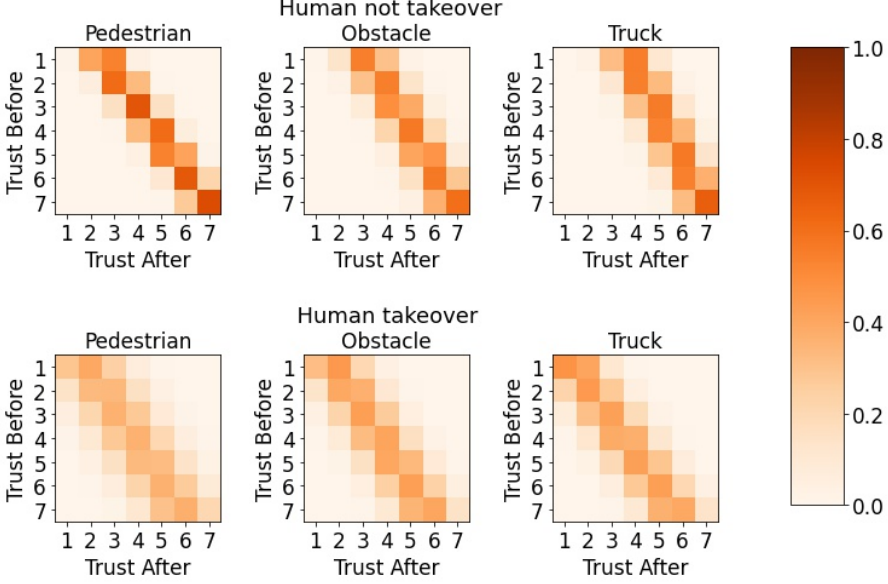 Human not takeover
Pedestrian Obstacle Truck
1 1 1 1.0
2 2 2
3 3 3 0.8
4 4 4
5 5 5
6 6 6 0.6
7 7 7
Trust Before Trust Before Trust Before
1 2 3 4 5 6 7 1 2 3 4 5 6 7 1 2 3 4 5 6 7
Trust After Trust After Trust After
Human takeover
Pedestrian Obstacle Truck
1 1 1 0.4
2 2 2
3 3 3
4 4 4 0.2
5 5 5
6 6 6
7 7 7 0.0
Trust Before Trust Before Trust Before
1 2 3 4 5 6 7 1 2 3 4 5 6 7 1 2 3 4 5 6 7
Trust After Trust After Trust After